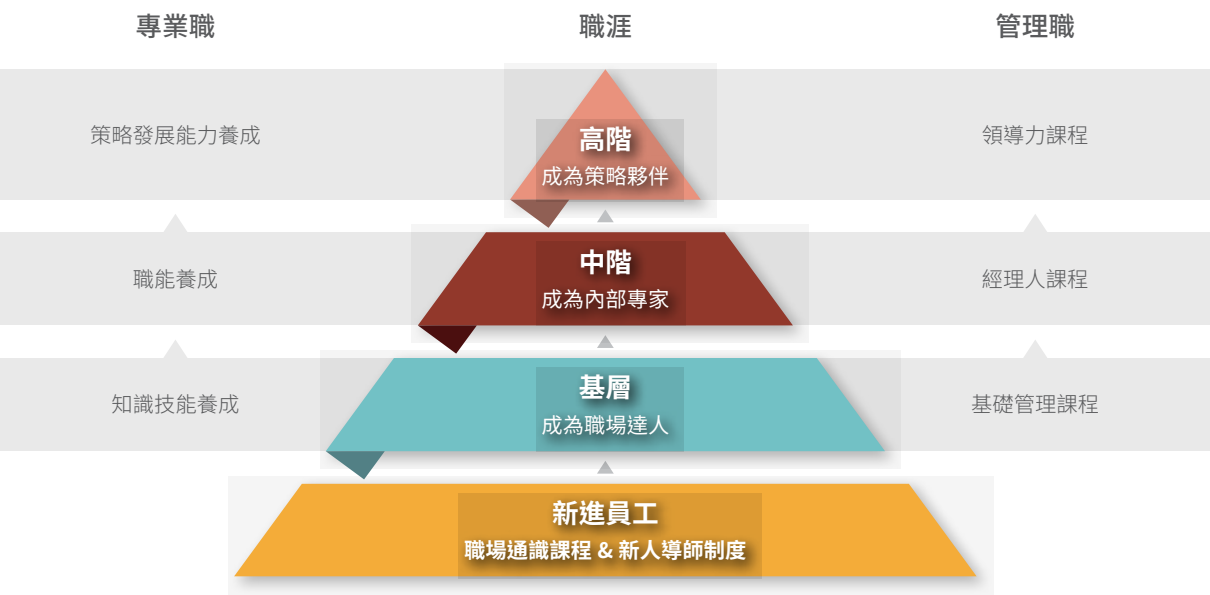 專業職
職涯
管理職
策略發展能力養成
高階
成為策略夥伴
領導力課程
職能養成
中階
成為內部專家
經理人課程
知識技能養成
基層
成為職場達人
基礎管理課程
新進員工
職場通識課程 & 新人導師制度